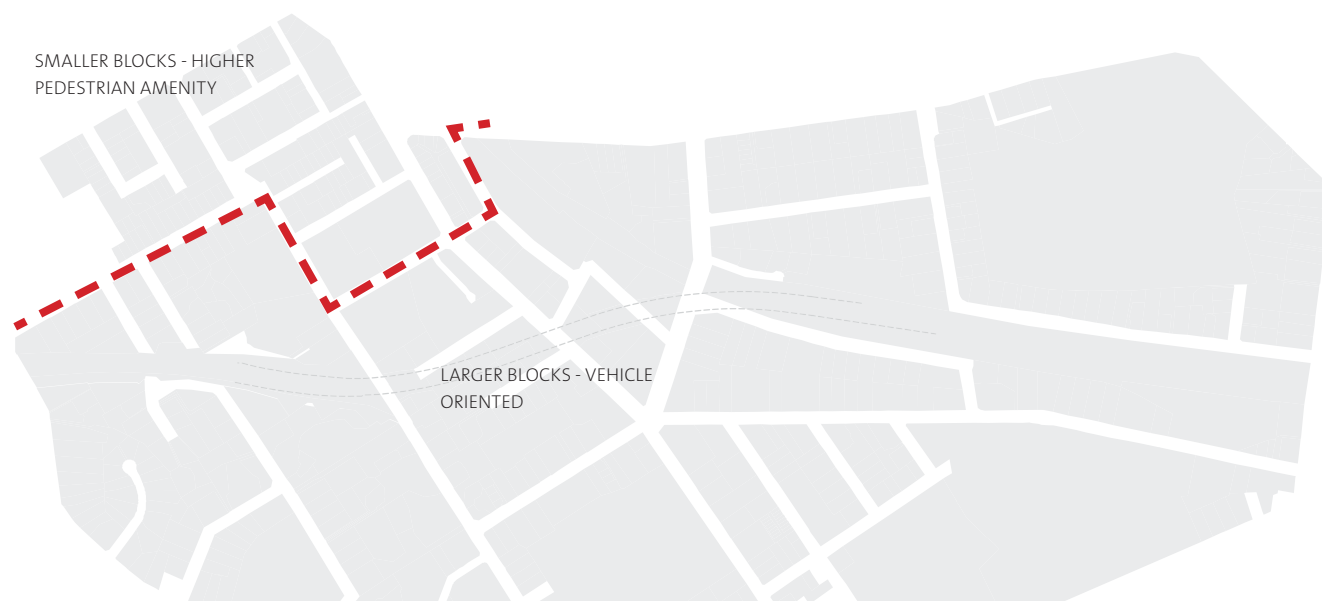 SMALLER BLOCKS - HIGHER
PEDESTRIAN AMENITY
LARGER BLOCKS - VEHICLE
ORIENTED